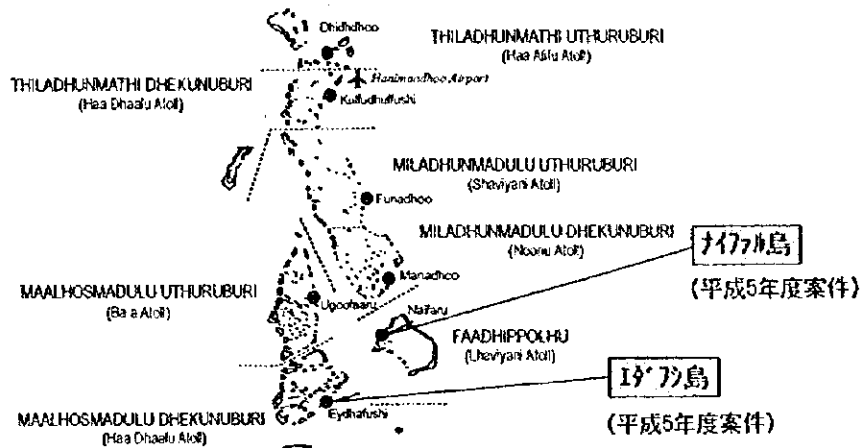 Dhidhdhoo
THILADHUNMATHI UTHURUBURI
(Haa Alifu Atoll)
Hanimaadhoo Airport
THILADHUNMATHI DHEKUNUBURI
(Haa Dhaalu Atoll)
Kulludhuffushi
MILADHUNMADULU UTHURUBURI
(Shaviyani Atoll)
Funadhoo
MILADHUNMADULU DHEKUNUBURI
(Noonu Atoll)
ナイファル島
(平成5年度案件)
Manadhoo
MAALHOSMADULU UTHURUBURI
Ugoofaaru
Naifaru
FAADHIPPOLHU
(Lhaviyani Atoll)
エダフシ島
(平成5年度案件)
Eydhafushi
MAALHOSMADULU DHEKUNUBURI
(Haa Dhaalu Atoll)